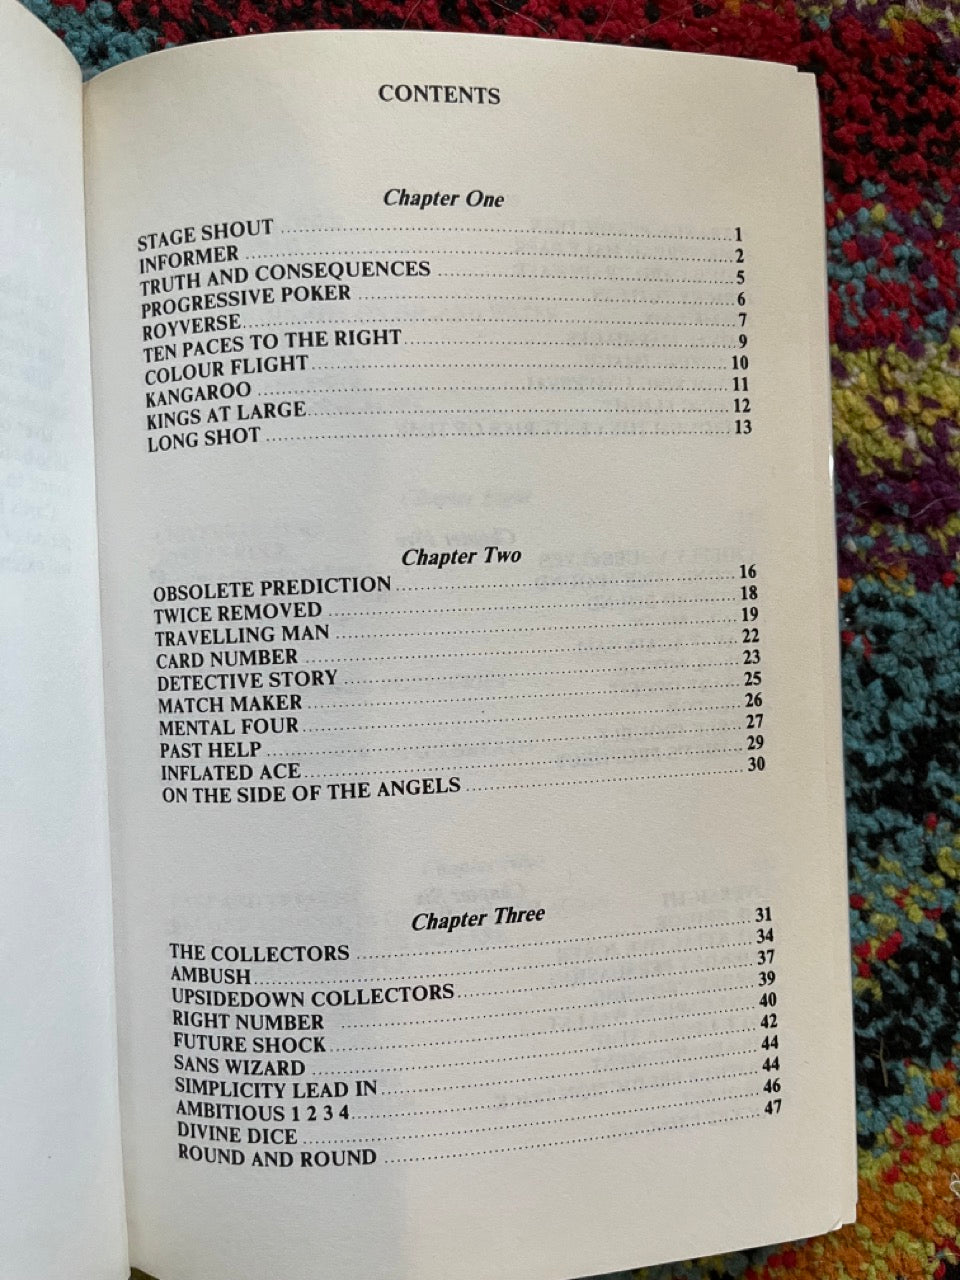 CONTENTS
Chapter One
STAGE SHOUT ........ 1
INFORMER ........ 2
TRUTH AND CONSEQUENCES ........ 5
PROGRESSIVE POKER ........ 6
ROYVERSE ........ 7
TEN PACES TO THE RIGHT ........ 9
COLOUR FLIGHT ........ 10
KANGAROO ........ 11
KINGS AT LARGE ........ 12
LONG SHOT ........ 13
Chapter Two
OBSOLETE PREDICTION ........ 16
TWICE REMOVED ........ 18
TRAVELLING MAN ........ 19
CARD NUMBER ........ 22
DETECTIVE STORY ........ 23
MATCH MAKER ........ 25
MENTAL FOUR ........ 26
PAST HELP ........ 27
INFLATED ACE ........ 29
ON THE SIDE OF THE ANGELS ........ 30
Chapter Three
THE COLLECTORS ........ 31
AMBUSH ........ 34
UPSIDEDOWN COLLECTORS ........ 37
RIGHT NUMBER ........ 39
FUTURE SHOCK ........ 40
SANS WIZARD ........ 42
SIMPLICITY LEAD IN ........ 44
AMBITIOUS 1 2 3 4 ........ 44
DIVINE DICE ........ 46
ROUND AND ROUND ........ 47